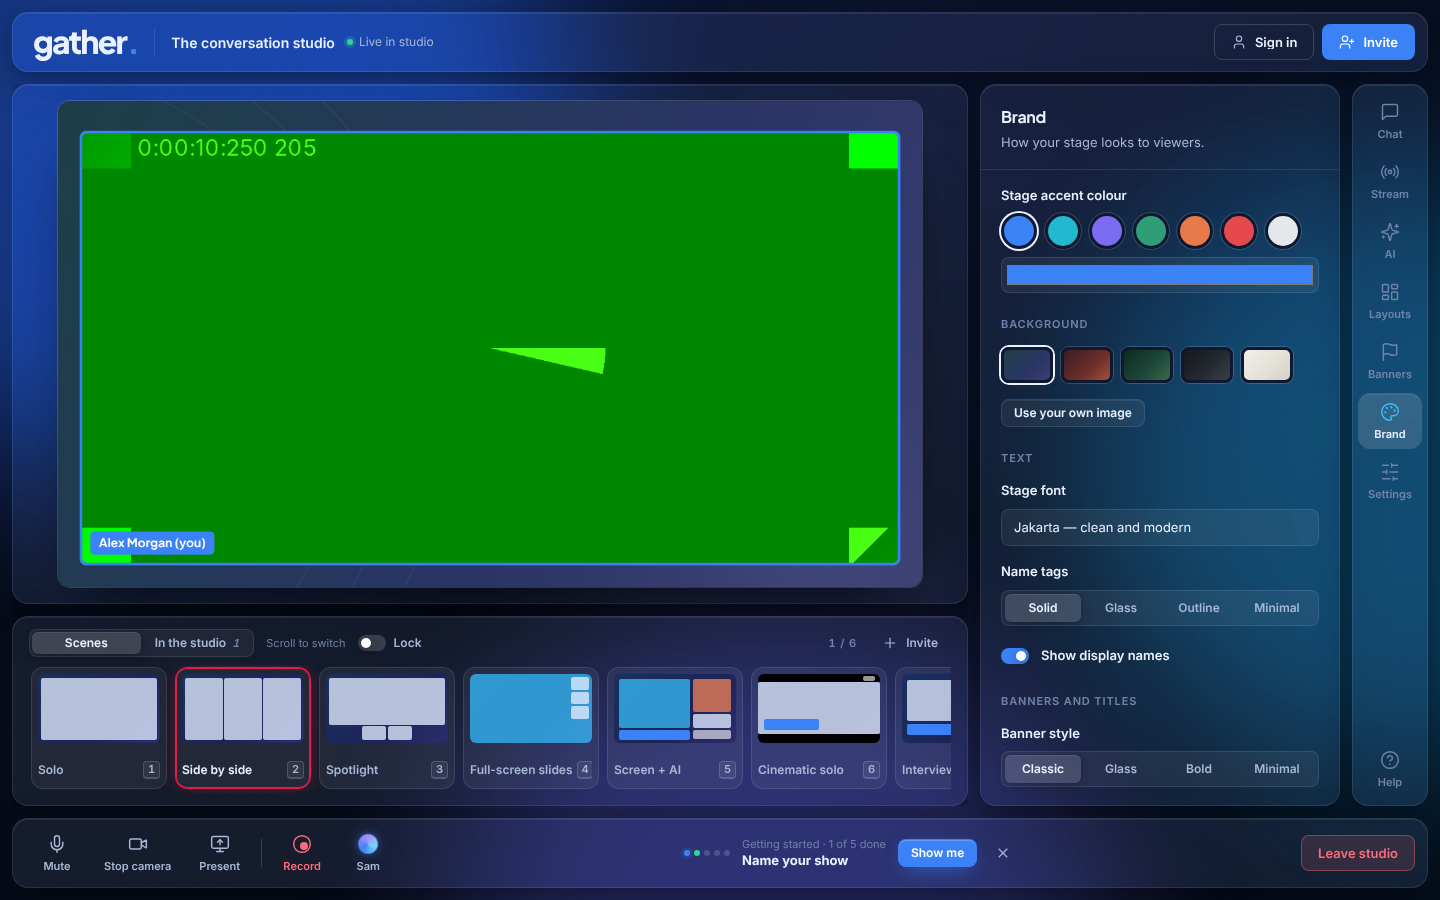 gather.
The conversation studio
Live in studio
Sign in
Invite
0:00:10:250 205
Alex Morgan (you)
Scenes
In the studio 1
Scroll to switch
Lock
1 / 6
Invite
Solo 1
Side by side 2
Spotlight 3
Full-screen slides 4
Screen + AI 5
Cinematic solo 6
Interview
Brand
How your stage looks to viewers.
Stage accent colour
BACKGROUND
Use your own image
TEXT
Stage font
Jakarta — clean and modern
Name tags
Solid Glass Outline Minimal
Show display names
BANNERS AND TITLES
Banner style
Classic Glass Bold Minimal
Chat
Stream
AI
Layouts
Banners
Brand
Settings
Help
Mute
Stop camera
Present
Record
Sam
Getting started · 1 of 5 done
Name your show
Show me
Leave studio